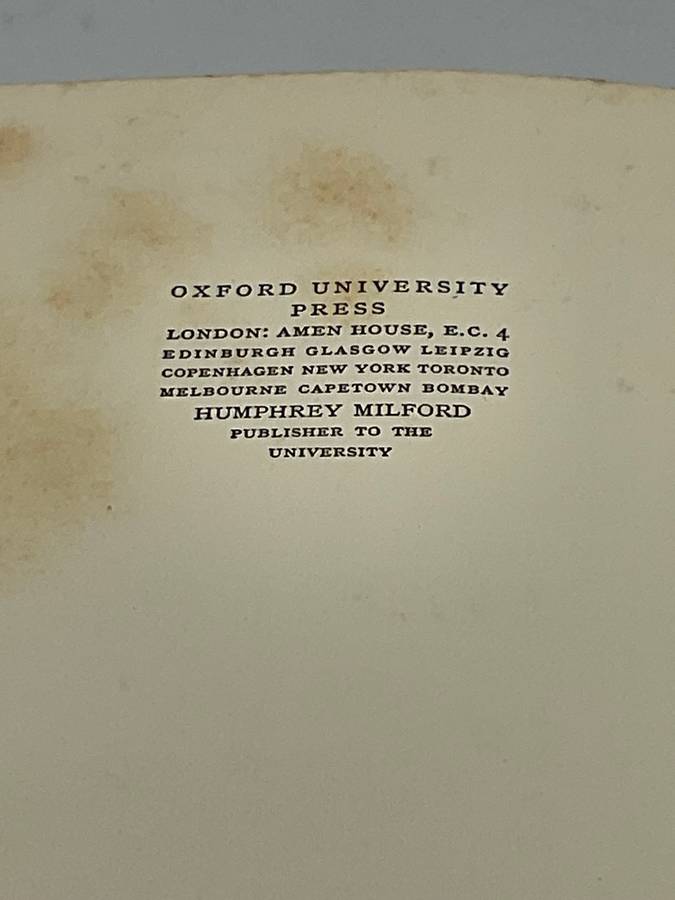 OXFORD UNIVERSITY
PRESS
LONDON: AMEN HOUSE, E.C. 4
EDINBURGH GLASGOW LEIPZIG
COPENHAGEN NEW YORK TORONTO
MELBOURNE CAPETOWN BOMBAY
HUMPHREY MILFORD
PUBLISHER TO THE
UNIVERSITY